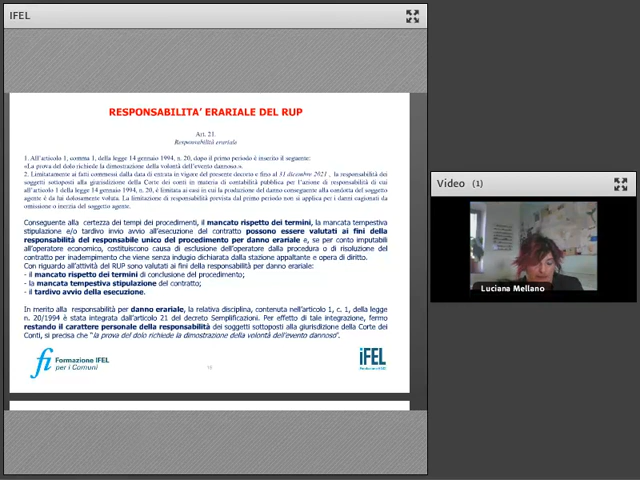 IFEL
RESPONSABILITA' ERARIALE DEL RUP
Art. 21.
Responsabilità erariale
1. All'articolo 1, comma 1, della legge 14 gennaio 1994, n. 20, dopo il primo periodo è inserito il seguente:
«La prova del dolo richiede la dimostrazione della volontà dell'evento dannoso.».
2. Limitatamente ai fatti commessi dalla data di entrata in vigore del presente decreto e fino al 31 dicembre 2021 , la responsabilità dei
soggetti sottoposti alla giurisdizione della Corte dei conti in materia di contabilità pubblica per l'azione di responsabilità di cui
all'articolo 1 della legge 14 gennaio 1994, n. 20, è limitata ai casi in cui la produzione del danno conseguente alla condotta del soggetto
agente è da lui dolosamente voluta. La limitazione di responsabilità prevista dal primo periodo non si applica per i danni cagionati da
omissione o inerzia del soggetto agente.
Conseguente alla certezza dei tempi dei procedimenti, il mancato rispetto dei termini, la mancata tempestiva
stipulazione e/o tardivo invio avvio all'esecuzione del contratto possono essere valutati ai fini della
responsabilità del responsabile unico del procedimento per danno erariale e, se per conto imputabili
all'operatore economico, costituiscono causa di esclusione dell'operatore dalla procedura o di risoluzione del
contratto per inadempimento che viene senza indugio dichiarata dalla stazione appaltante e opera di diritto.
Con riguardo all'attività del RUP sono valutati ai fini della responsabilità per danno erariale:
- il mancato rispetto dei termini di conclusione del procedimento;
- la mancata tempestiva stipulazione del contratto;
- il tardivo avvio della esecuzione.
In merito alla responsabilità per danno erariale, la relativa disciplina, contenuta nell'articolo 1, c. 1, della legge
n. 20/1994 è stata integrata dall'articolo 21 del decreto Semplificazioni. Per effetto di tale integrazione, fermo
restando il carattere personale della responsabilità dei soggetti sottoposti alla giurisdizione della Corte dei
Conti, si precisa che "la prova del dolo richiede la dimostrazione della volontà dell'evento dannoso".
fi Formazione IFEL
per i Comuni
iFEL
Video (1)
Luciana Mellano